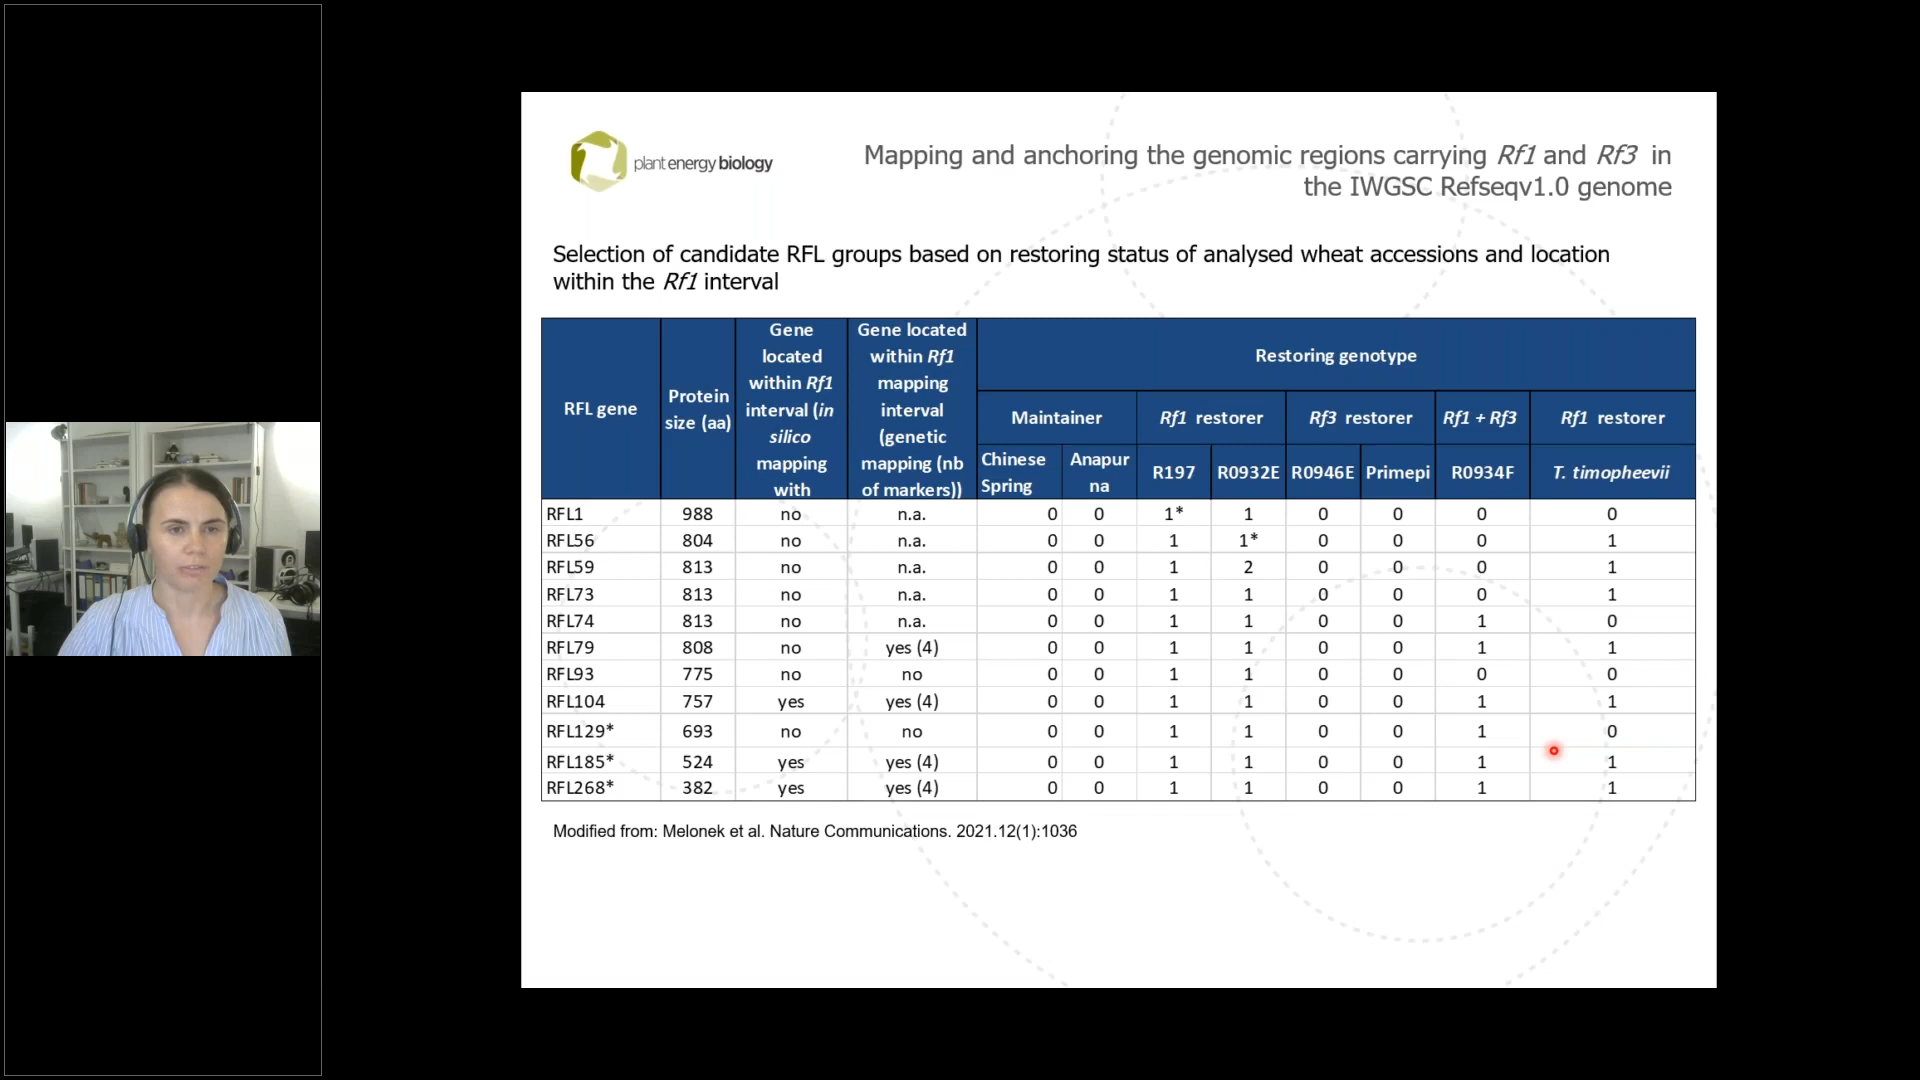 plant energy biology
Mapping and anchoring the genomic regions carrying Rf1 and Rf3 in
the IWGSC Refseqv1.0 genome
Selection of candidate RFL groups based on restoring status of analysed wheat accessions and location
within the Rf1 interval
RFL gene
Protein
size (aa)
Gene
located
within Rf1
interval (in
silico
mapping
with
Gene located
within Rf1
mapping
interval
(genetic
mapping (nb
of markers))
Restoring genotype
Maintainer Rf1 restorer Rf3 restorer Rf1 + Rf3 Rf1 restorer
Chinese
Spring
Anapur
na
R197 R0932E R0946E Primepi R0934F T. timopheevii
RFL1 988 no n.a. 0 0 1* 1 0 0 0 0
RFL56 804 no n.a. 0 0 1 1* 0 0 0 1
RFL59 813 no n.a. 0 0 1 2 0 0 0 1
RFL73 813 no n.a. 0 0 1 1 0 0 0 1
RFL74 813 no n.a. 0 0 1 1 0 0 1 0
RFL79 808 no yes (4) 0 0 1 1 0 0 1 1
RFL93 775 no no 0 0 1 1 0 0 0 0
RFL104 757 yes yes (4) 0 0 1 1 0 0 1 1
RFL129* 693 no no 0 0 1 1 0 0 1 0
RFL185* 524 yes yes (4) 0 0 1 1 0 0 1 1
RFL268* 382 yes yes (4) 0 0 1 1 0 0 1 1
Modified from: Melonek et al. Nature Communications. 2021.12(1):1036